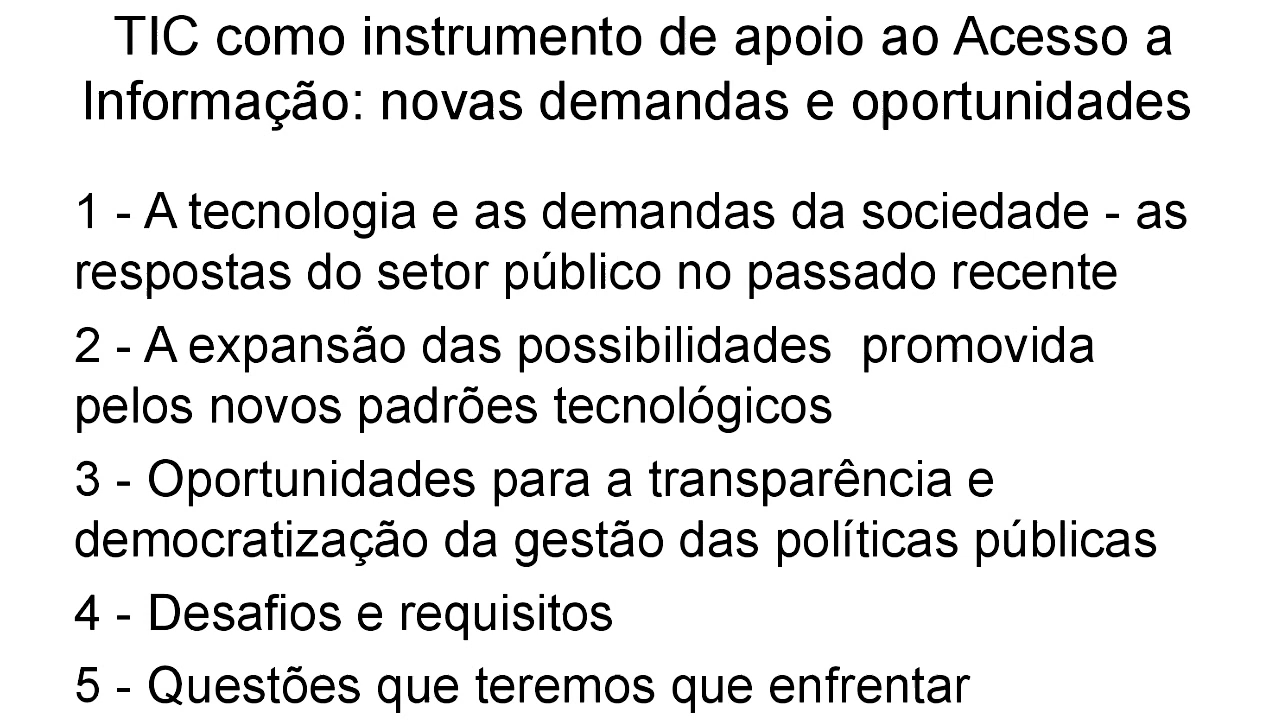 TIC como instrumento de apoio ao Acesso a
Informação: novas demandas e oportunidades
1 - A tecnologia e as demandas da sociedade - as
respostas do setor público no passado recente
2 - A expansão das possibilidades  promovida
pelos novos padrões tecnológicos
3 - Oportunidades para a transparência e
democratização da gestão das políticas públicas
4 - Desafios e requisitos
5 - Questões que teremos que enfrentar